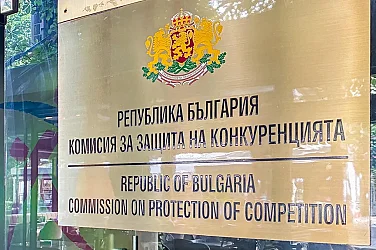 РЕПУБЛИКА БЪЛГАРИЯ
КОМИСИЯ ЗА ЗАЩИТА НА КОНКУРЕНЦИЯТА
REPUBLIC OF BULGARIA
COMMISSION ON PROTECTION OF COMPETITION